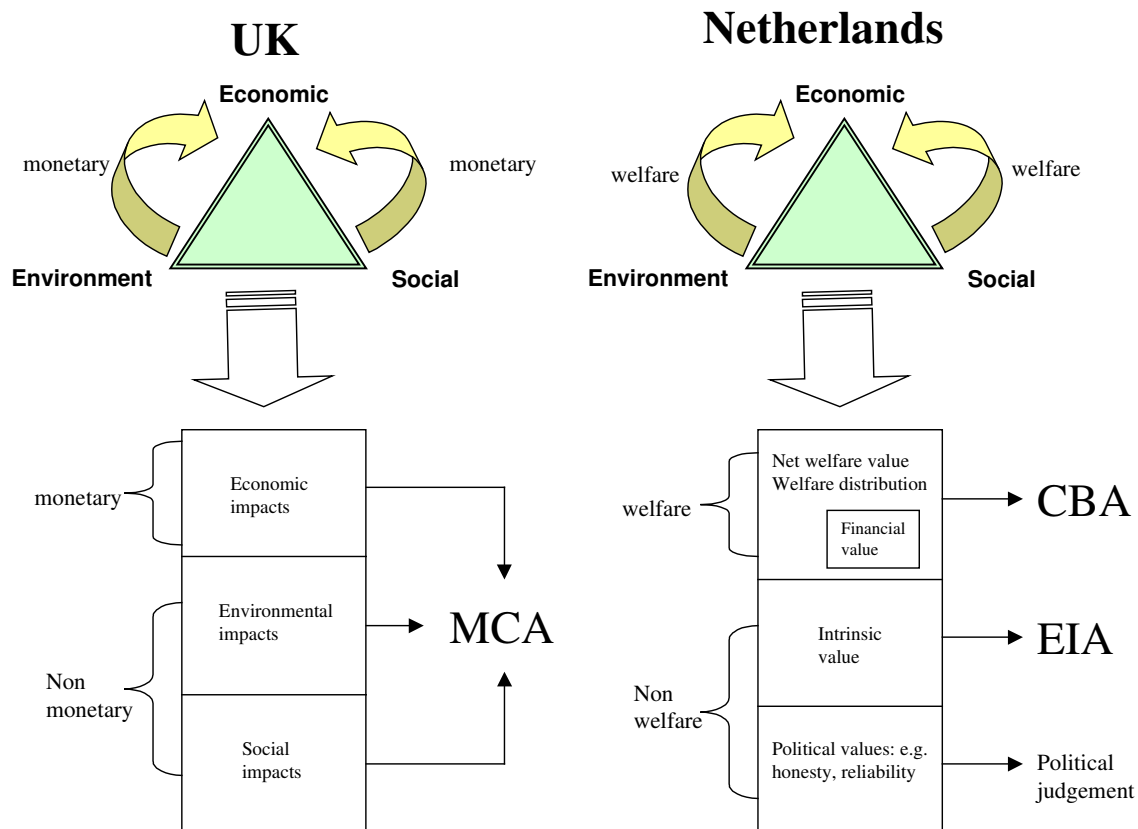 UK
Economic
monetary
monetary
Environment
Social
monetary
Economic
impacts
Environmental
impacts
MCA
Non
monetary
Social
impacts
Netherlands
Economic
welfare
welfare
Environment
Social
welfare
Net welfare value
Welfare distribution
Financial
value
CBA
Intrinsic
value
EIA
Non
welfare
Political values: e.g.
honesty, reliability
Political
judgement